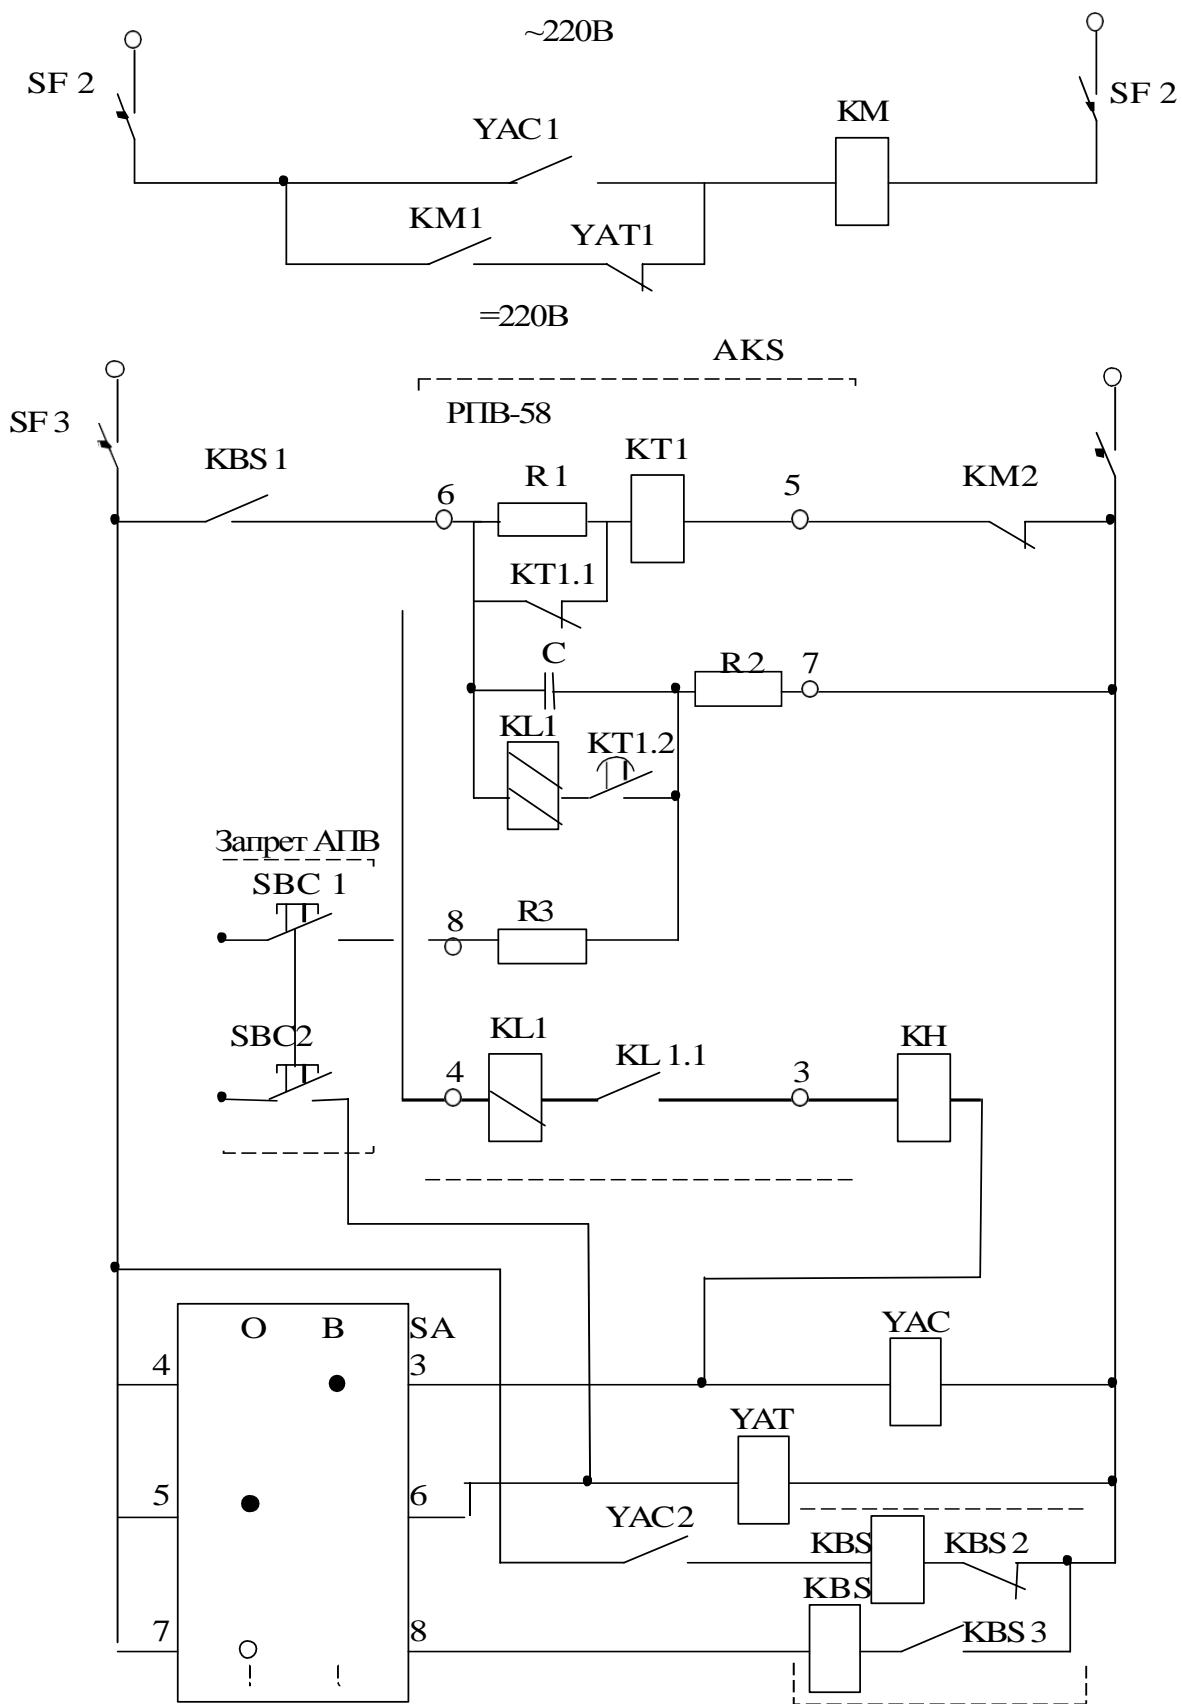 ~220В
SF 2
SF 2
KM
YAC1
KM1
YAT1
=220В
AKS
РПВ-58
SF 3
KBS 1
6
R 1
KT1
5
KM2
KT1.1
C
R 2
7
KL1
KT1.2
Запрет АПВ
SBC 1
8
R3
SBC2
KL1
KL 1.1
KH
4
3
O
B
SA
YAC
4
3
YAT
5
6
YAC2
KBS
KBS 2
KBS
7
8
KBS 3